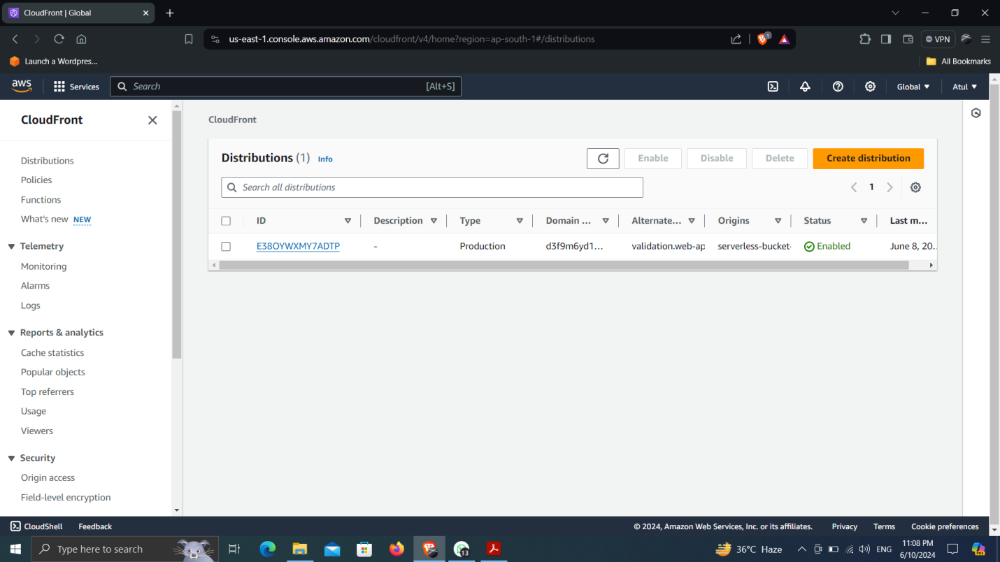 CloudFront | Global
us-east-1.console.aws.amazon.com/cloudfront/v4/home?region=ap-south-1#/distributions
1
VPN
Launch a Wordpres...
All Bookmarks
aws
Services
Search
[Alt+S]
Global
Atul
CloudFront
Distributions
Policies
Functions
What's new NEW
Telemetry
Monitoring
Alarms
Logs
Reports & analytics
Cache statistics
Popular objects
Top referrers
Usage
Viewers
Security
Origin access
Field-level encryption
CloudFront
Distributions (1) Info
Enable
Disable
Delete
Create distribution
Search all distributions
1
ID Description Type Domain ... Alternate... Origins Status Last m...
E38OYWXMY7ADTP - Production d3f9m6yd1... validation.web-ap serverless-bucket- Enabled June 8, 20..
CloudShell Feedback
© 2024, Amazon Web Services, Inc. or its affiliates. Privacy Terms Cookie preferences
Type here to search
13
36°C Haze
ENG
11:08 PM
6/10/2024
PRE